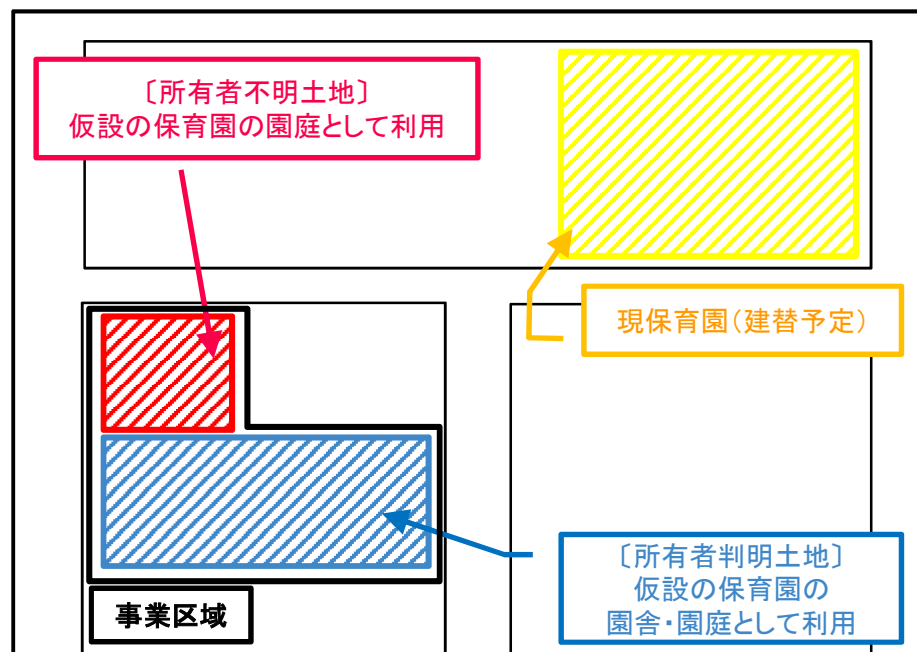 〔所有者不明土地〕
仮設の保育園の園庭として利用
現保育園(建替予定)
〔所有者判明土地〕
仮設の保育園の
園舎・園庭として利用
事業区域